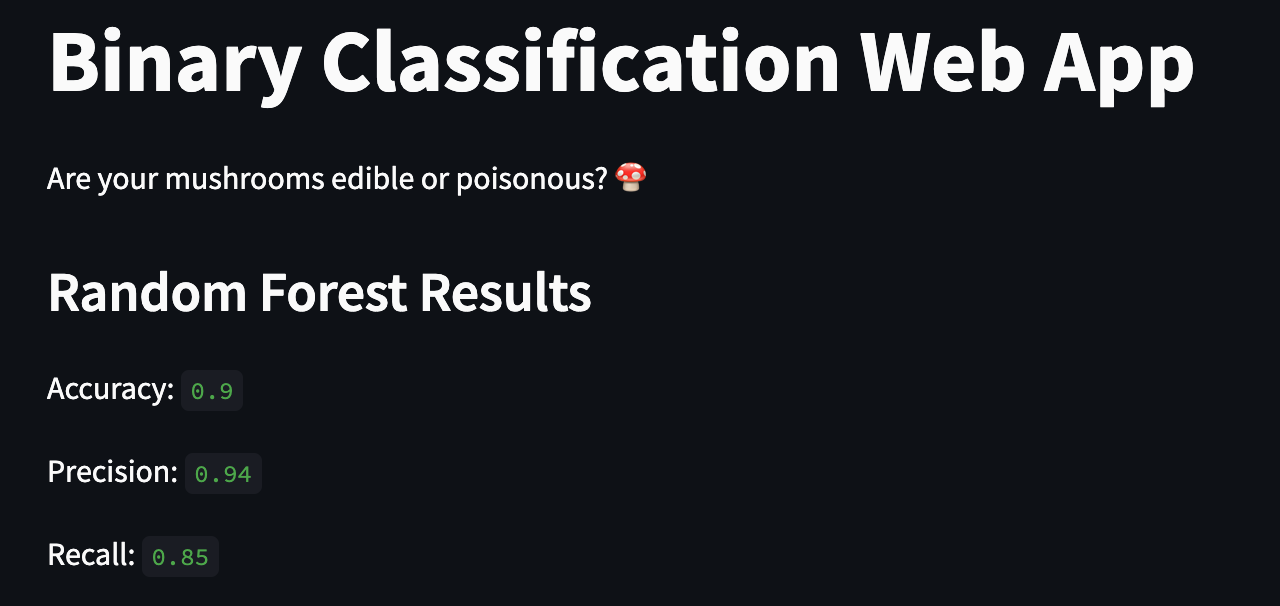 Binary Classification Web App
Are your mushrooms edible or poisonous? 🍄
Random Forest Results
Accuracy: 0.9
Precision: 0.94
Recall: 0.85